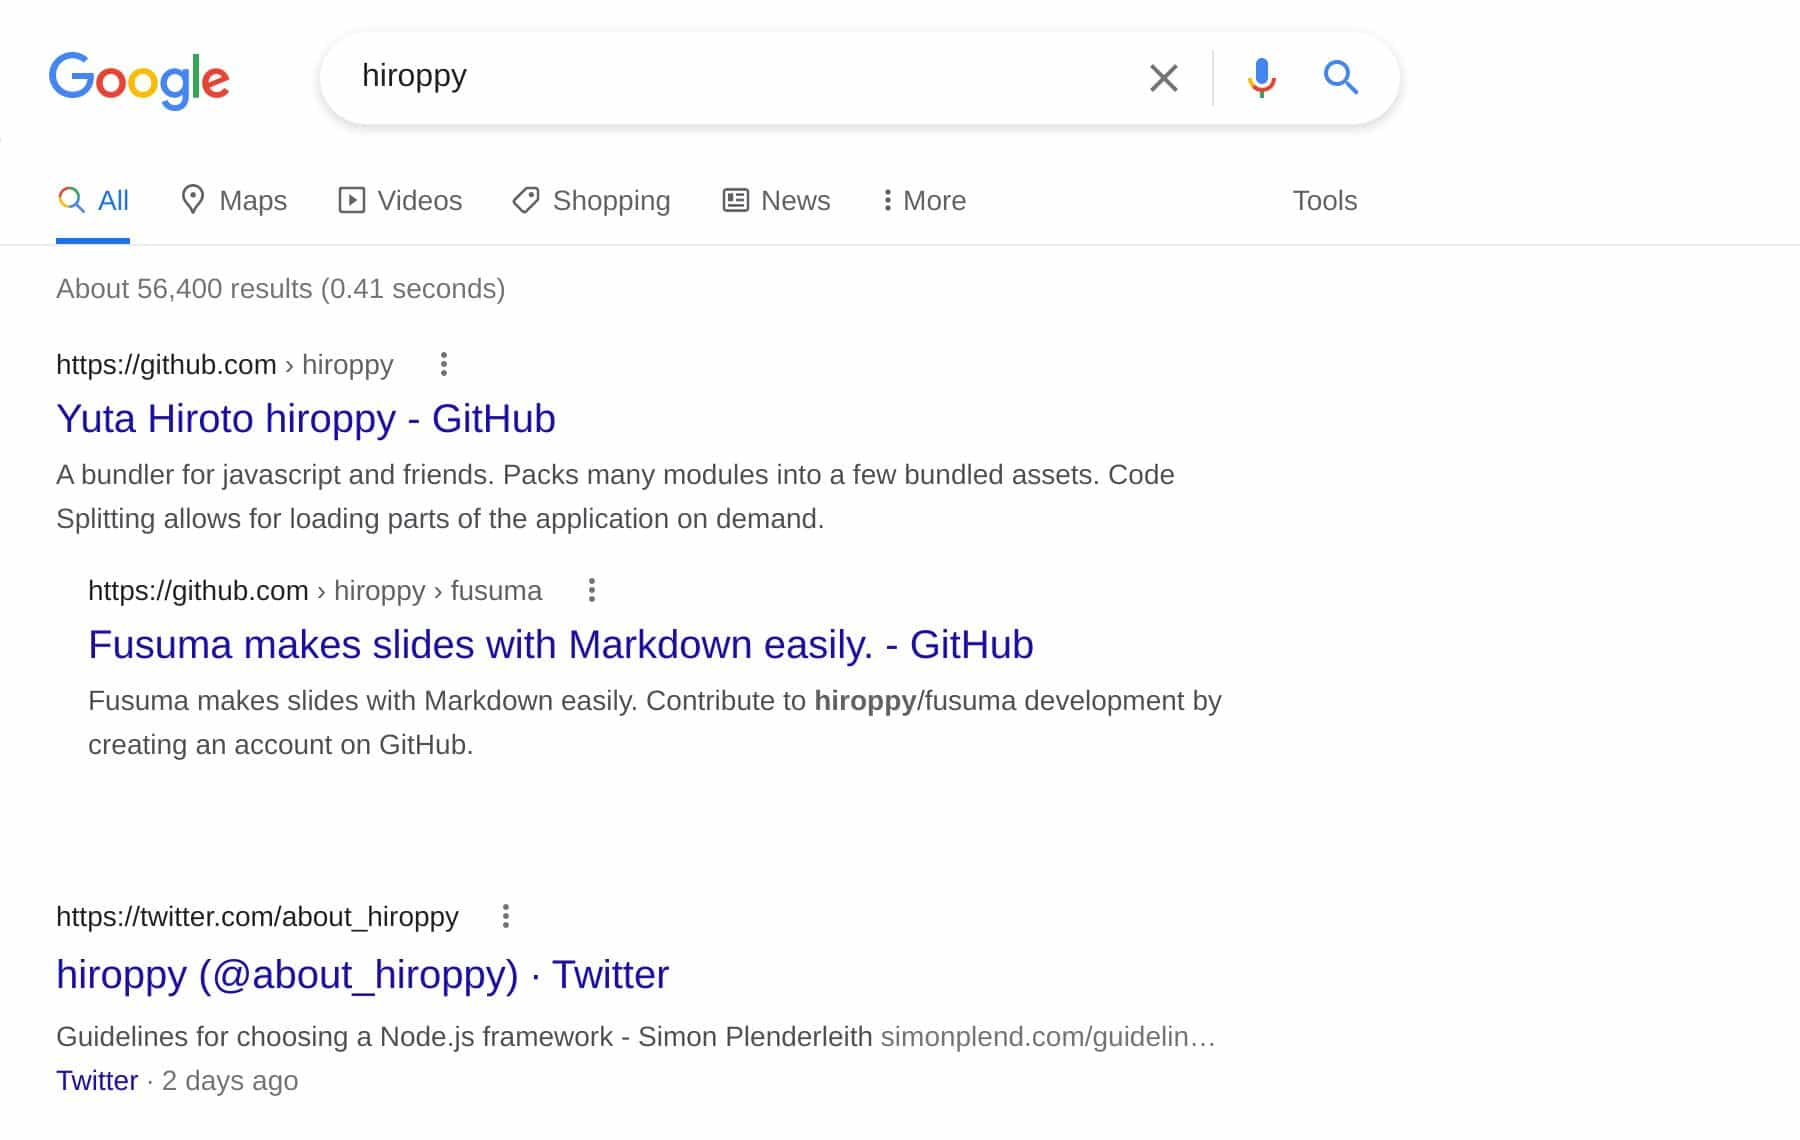 Google
hiroppy
All Maps Videos Shopping News More Tools
About 56,400 results (0.41 seconds)
https://github.com › hiroppy
Yuta Hiroto hiroppy - GitHub
A bundler for javascript and friends. Packs many modules into a few bundled assets. Code
Splitting allows for loading parts of the application on demand.
https://github.com › hiroppy › fusuma
Fusuma makes slides with Markdown easily. - GitHub
Fusuma makes slides with Markdown easily. Contribute to hiroppy/fusuma development by
creating an account on GitHub.
https://twitter.com/about_hiroppy
hiroppy (@about_hiroppy) · Twitter
Guidelines for choosing a Node.js framework - Simon Plenderleith simonplend.com/guidelin…
Twitter · 2 days ago